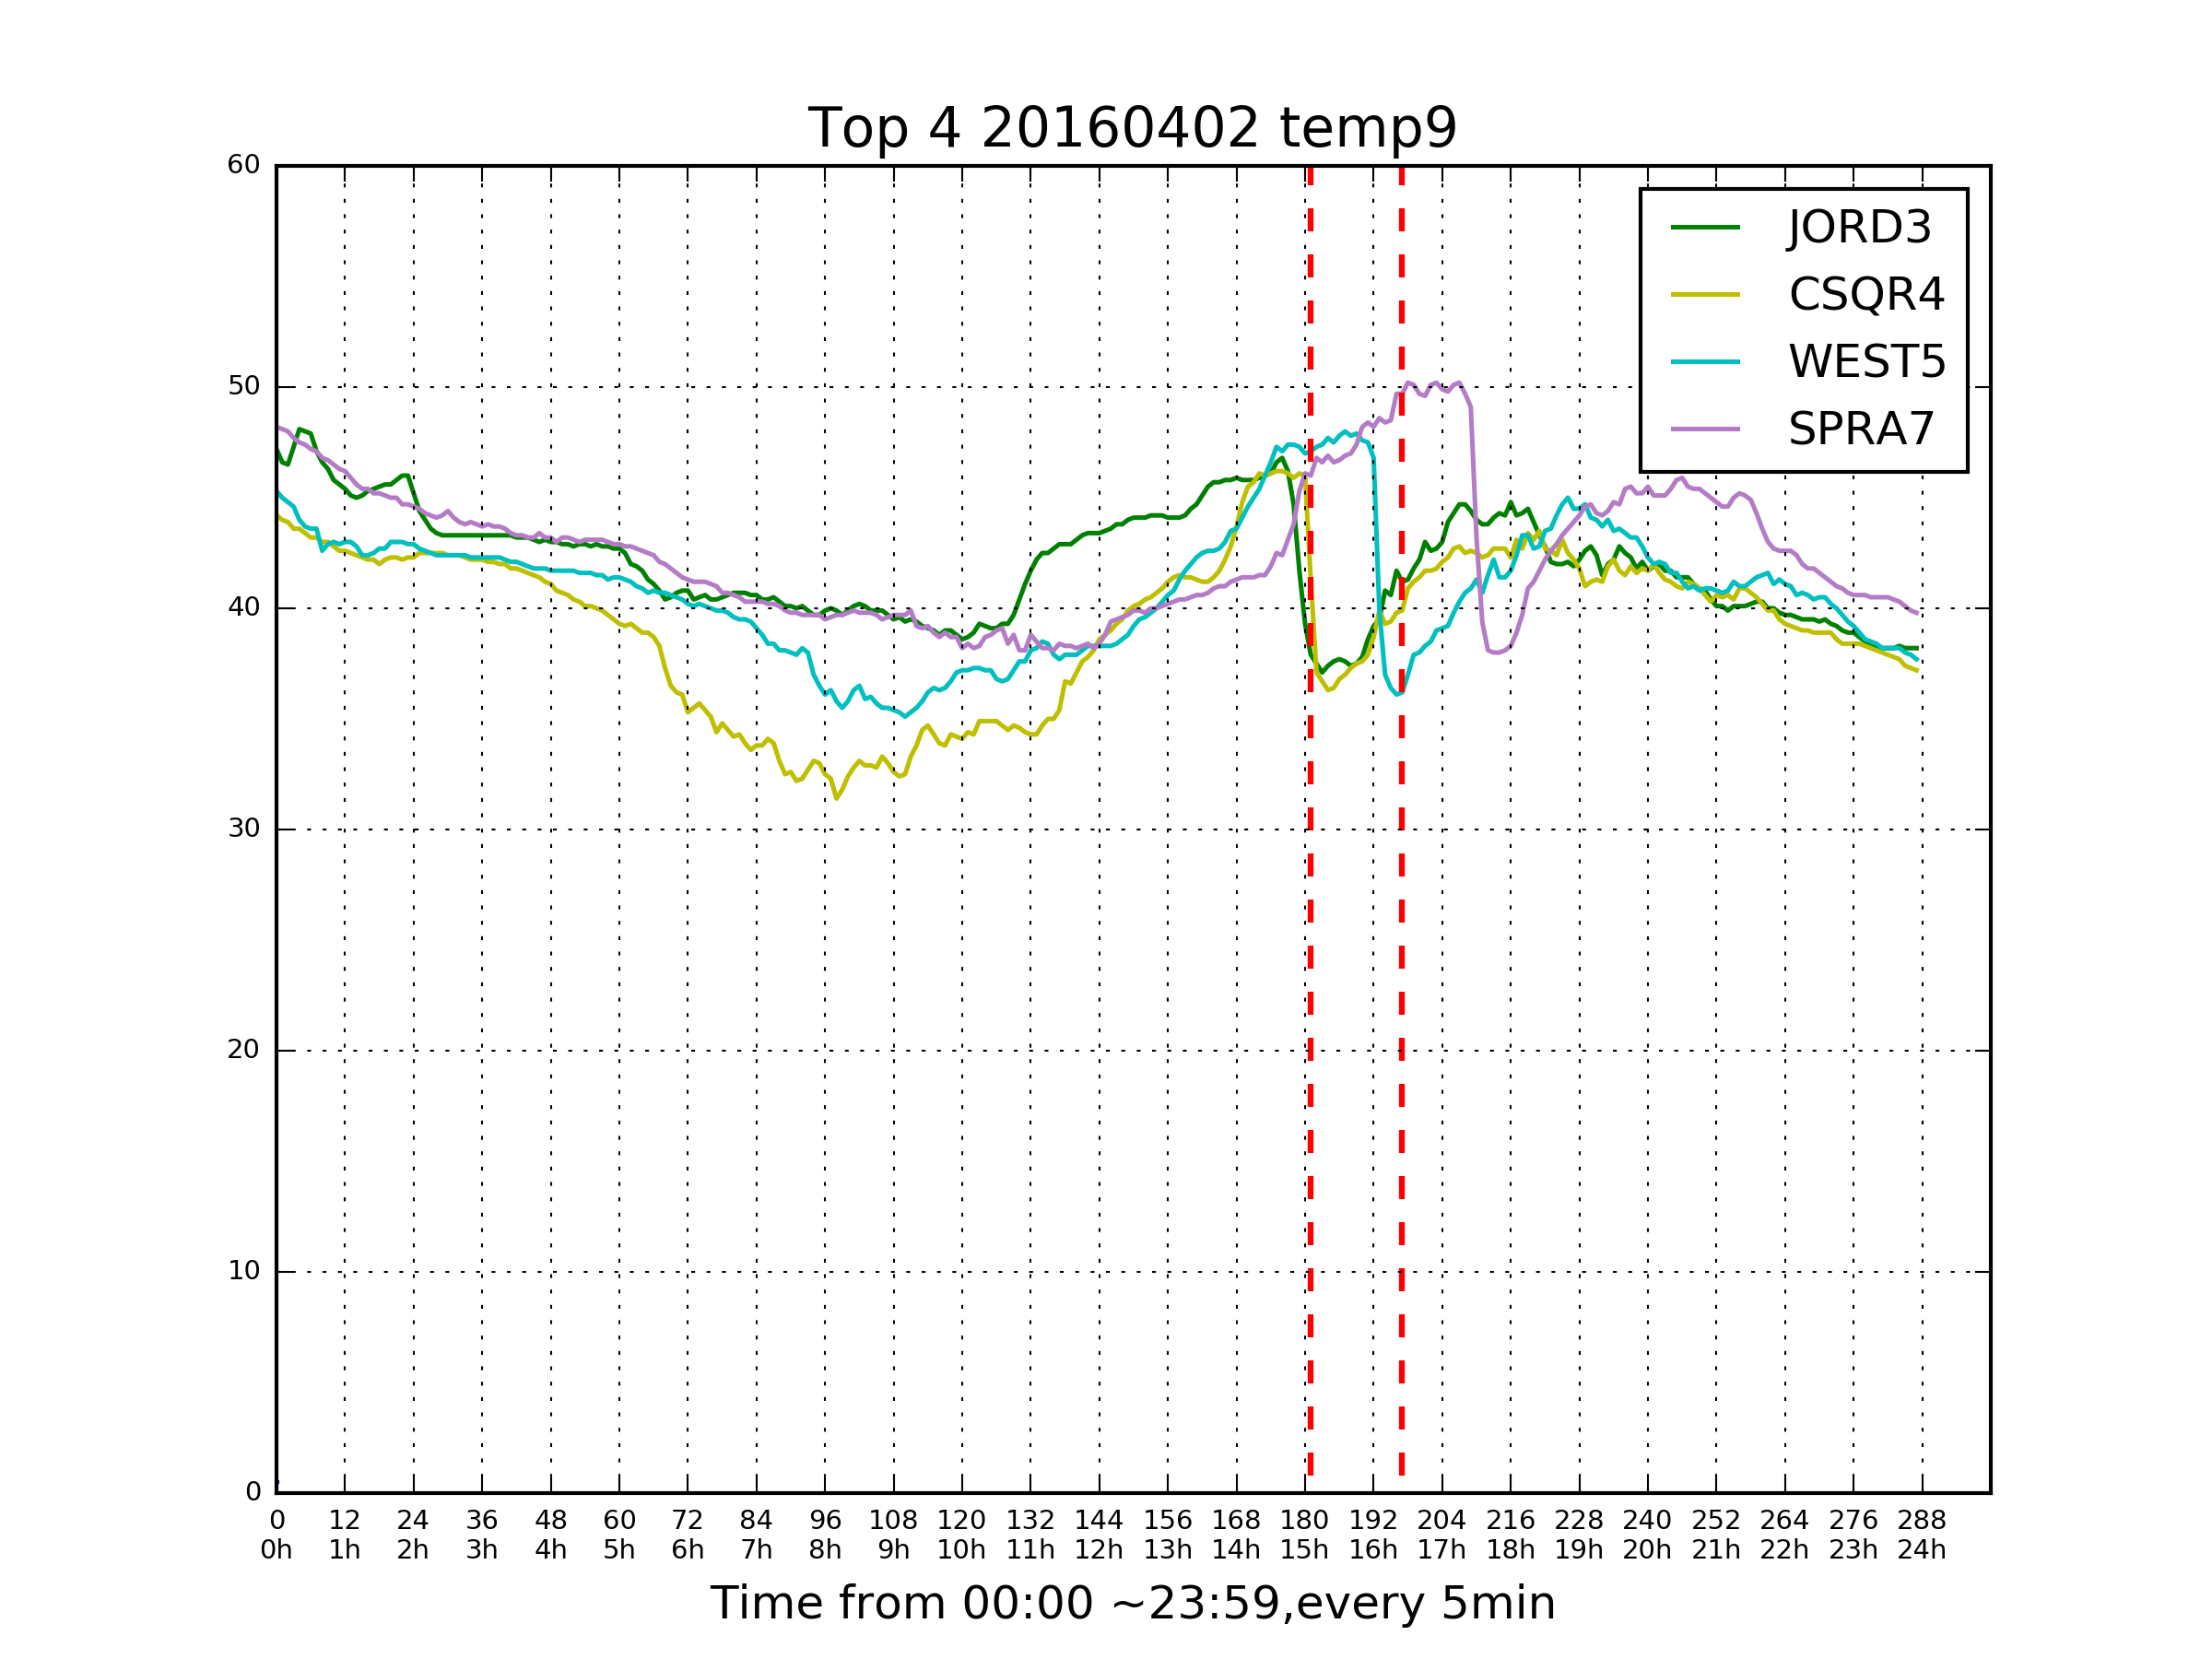 Top 4 20160402 temp9
60
50
40
30
20
10
0
JORD3
CSQR4
WEST5
SPRA7
0 12 24 36 48 60 72 84 96 108 120 132 144 156 168 180 192 204 216 228 240 252 264 276 288
0h 1h 2h 3h 4h 5h 6h 7h 8h 9h 10h 11h 12h 13h 14h 15h 16h 17h 18h 19h 20h 21h 22h 23h 24h
Time from 00:00 ~23:59,every 5min